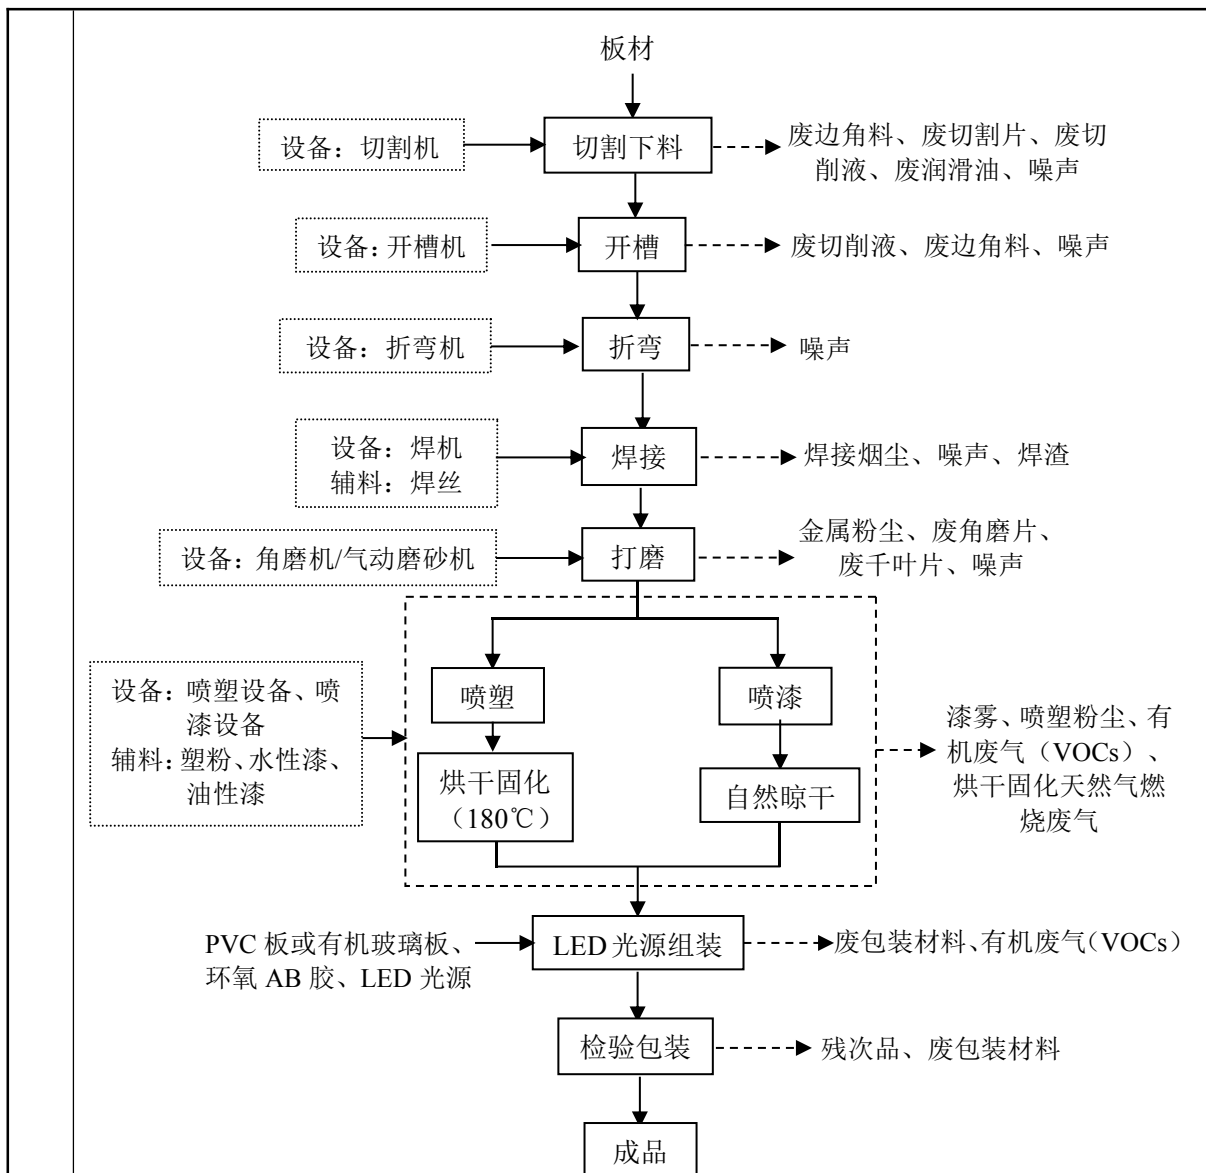 板材
设备：切割机
切割下料
废边角料、废切割片、废切
削液、废润滑油、噪声
设备：开槽机
开槽
废切削液、废边角料、噪声
设备：折弯机
折弯
噪声
设备：焊机
辅料：焊丝
焊接
焊接烟尘、噪声、焊渣
设备：角磨机/气动磨砂机
打磨
金属粉尘、废角磨片、
废千叶片、噪声
设备：喷塑设备、喷
漆设备
辅料：塑粉、水性漆、
油性漆
喷塑
喷漆
烘干固化
（180℃）
自然晾干
漆雾、喷塑粉尘、有
机废气（VOCs）、
烘干固化天然气燃
烧废气
PVC 板或有机玻璃板、
环氧 AB 胶、LED 光源
LED 光源组装
废包装材料、有机废气（VOCs）
检验包装
残次品、废包装材料
成品